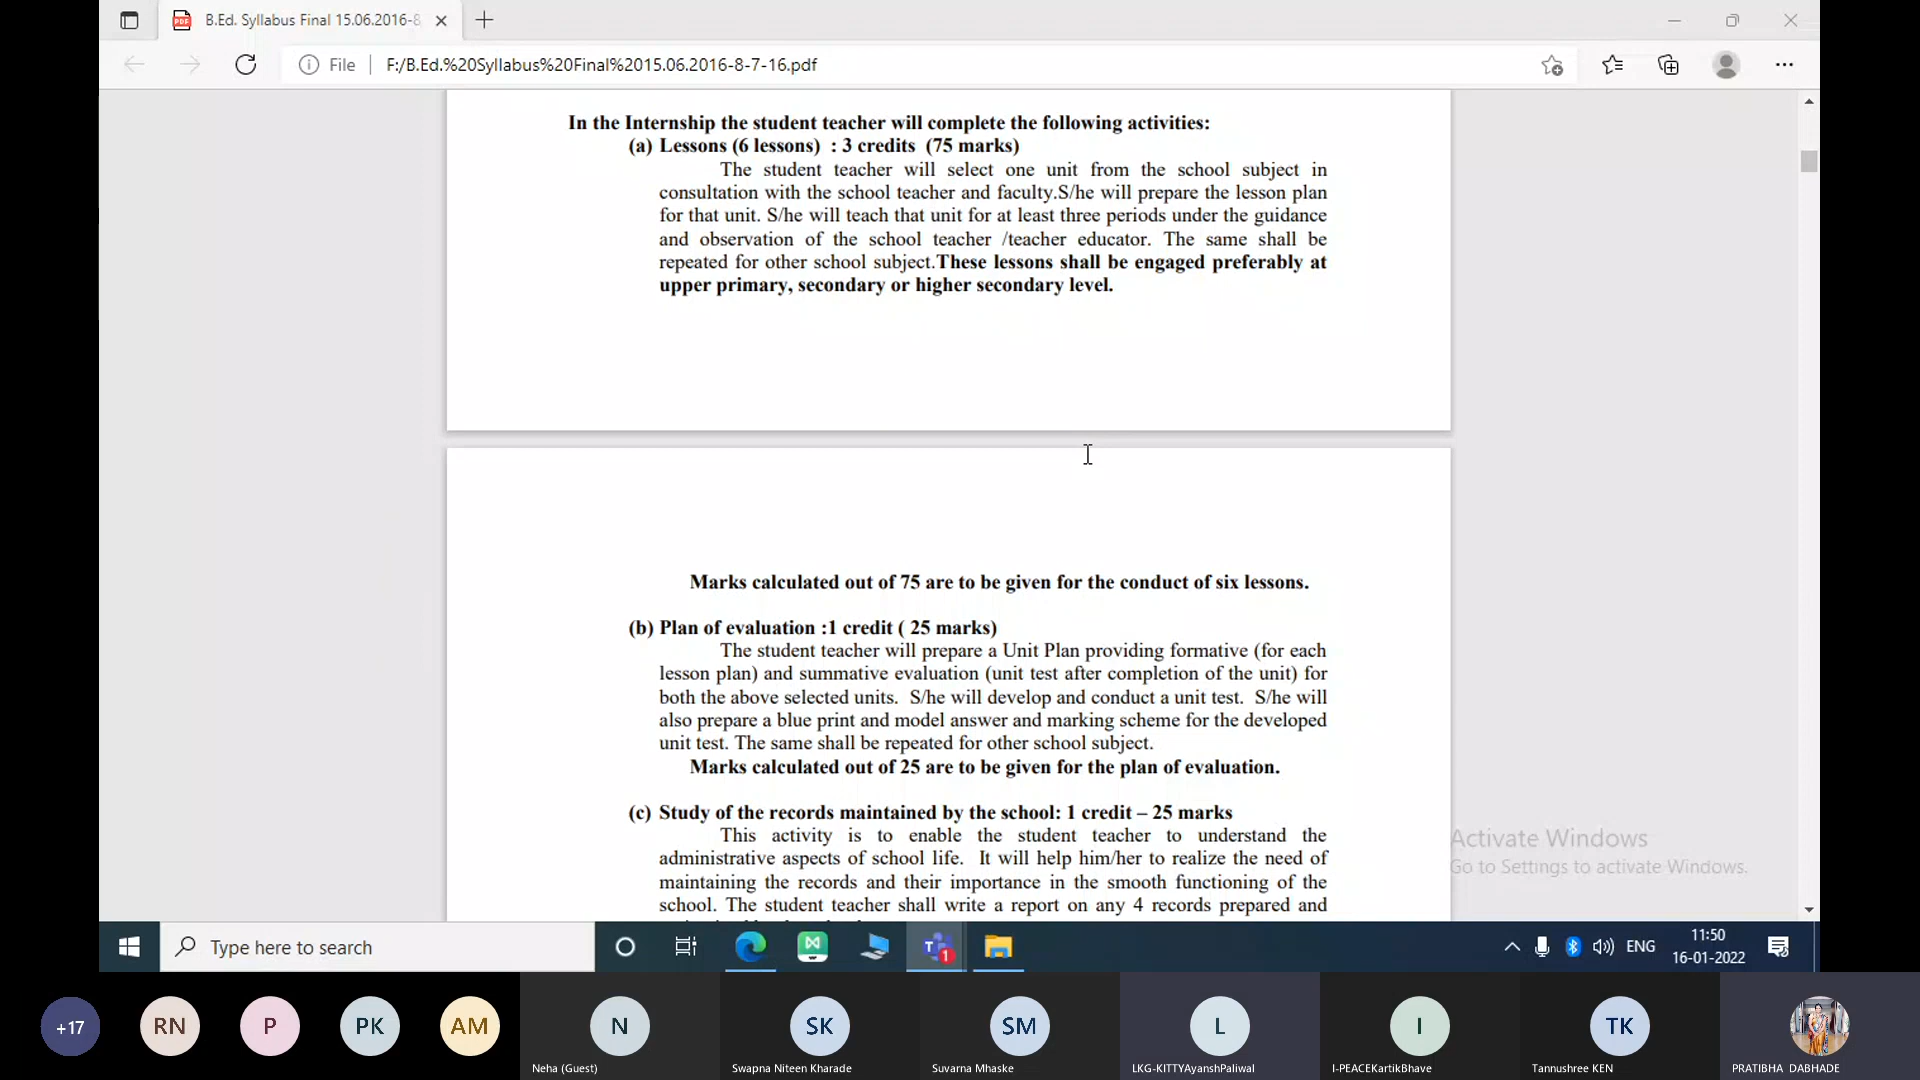 B.Ed. Syllabus Final 15.06.2016-8
File
F:/B.Ed.%20Syllabus%20Final%2015.06.2016-8-7-16.pdf
In the Internship the student teacher will complete the following activities:
(a) Lessons (6 lessons) : 3 credits (75 marks)
The student teacher will select one unit from the school subject in
consultation with the school teacher and faculty.S/he will prepare the lesson plan
for that unit. S/he will teach that unit for at least three periods under the guidance
and observation of the school teacher /teacher educator. The same shall be
repeated for other school subject.These lessons shall be engaged preferably at
upper primary, secondary or higher secondary level.
Marks calculated out of 75 are to be given for the conduct of six lessons.
(b) Plan of evaluation :1 credit ( 25 marks)
The student teacher will prepare a Unit Plan providing formative (for each
lesson plan) and summative evaluation (unit test after completion of the unit) for
both the above selected units. S/he will develop and conduct a unit test. S/he will
also prepare a blue print and model answer and marking scheme for the developed
unit test. The same shall be repeated for other school subject.
Marks calculated out of 25 are to be given for the plan of evaluation.
(c) Study of the records maintained by the school: 1 credit – 25 marks
This activity is to enable the student teacher to understand the
administrative aspects of school life. It will help him/her to realize the need of
maintaining the records and their importance in the smooth functioning of the
school. The student teacher shall write a report on any 4 records prepared and
Activate Windows
Go to Settings to activate Windows.
Type here to search
1
ENG
11:50
16-01-2022
+17
RN
P
PK
AM
N
SK
SM
L
I
TK
Neha (Guest)
Swapna Niteen Kharade
Suvarna Mhaske
LKG-KITTYAyanshPaliwal
I-PEACEKartikBhave
Tannushree KEN
PRATIBHA DABHADE